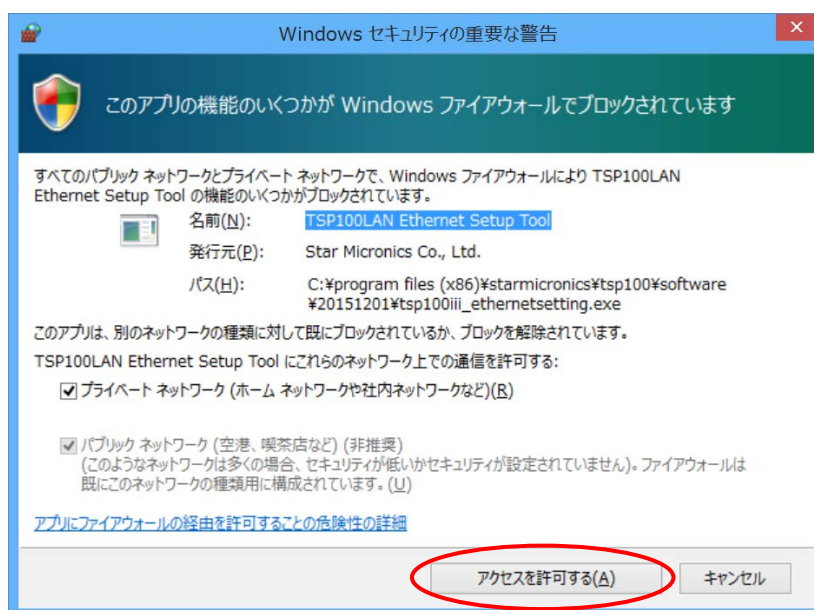 Windows セキュリティの重要な警告
このアプリの機能のいくつかが Windows ファイアウォールでブロックされています
すべてのパブリック ネットワークとプライベート ネットワークで、Windows ファイアウォールにより TSP100LAN
Ethernet Setup Tool の機能のいくつかがブロックされています。
名前(N): TSP100LAN Ethernet Setup Tool
発行元(P): Star Micronics Co., Ltd.
パス(H): C:¥program files (x86)¥starmicronics¥tsp100¥software
¥20151201¥tsp100iii_ethernetsetting.exe
このアプリは、別のネットワークの種類に対して既にブロックされているか、ブロックを解除されています。
TSP100LAN Ethernet Setup Tool にこれらのネットワーク上での通信を許可する:
プライベート ネットワーク (ホーム ネットワークや社内ネットワークなど)(R)
パブリック ネットワーク (空港、喫茶店など) (非推奨)
(このようなネットワークは多くの場合、セキュリティが低いかセキュリティが設定されていません)。ファイアウォールは
既にこのネットワークの種類用に構成されています。(U)
アプリにファイアウォールの経由を許可することの危険性の詳細
アクセスを許可する(A) キャンセル